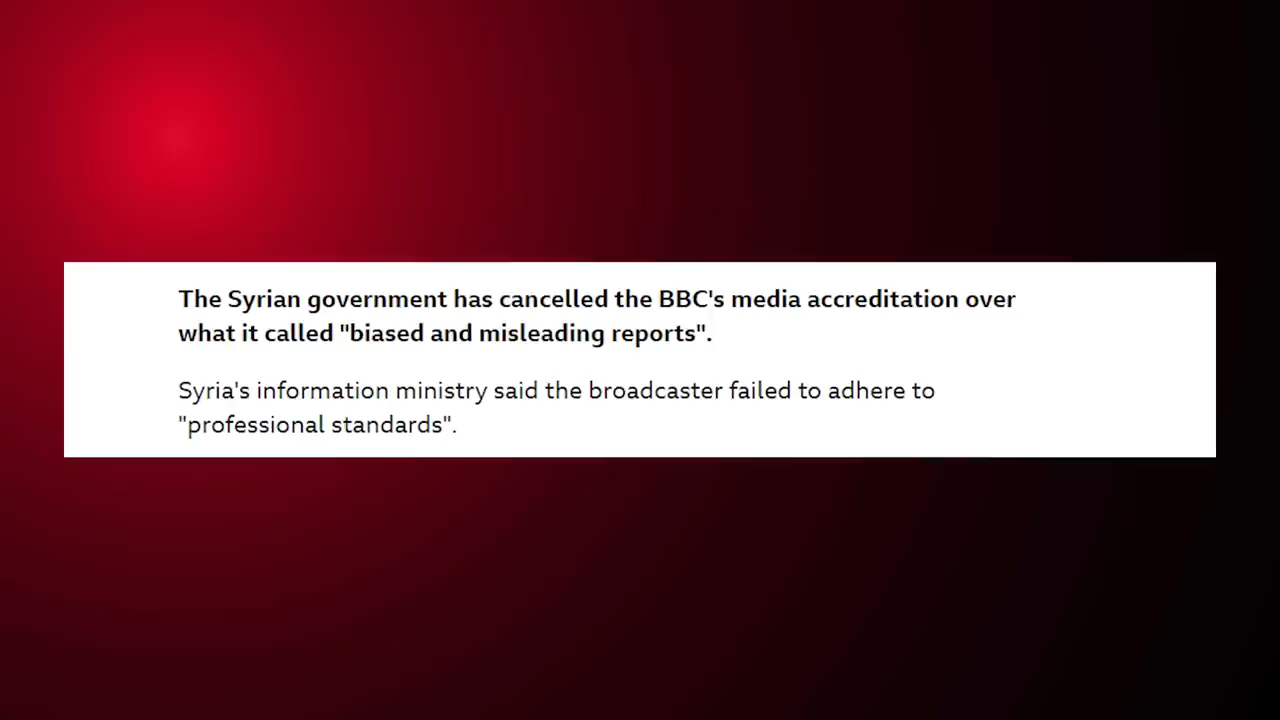 The Syrian government has cancelled the BBC's media accreditation over
what it called "biased and misleading reports".
Syria's information ministry said the broadcaster failed to adhere to
"professional standards".